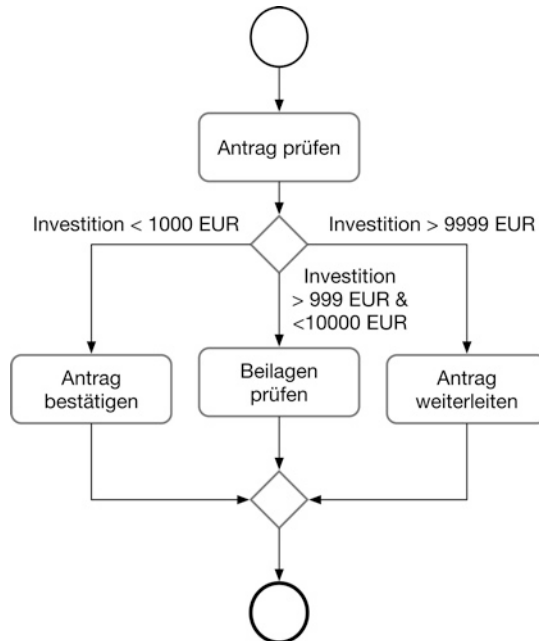 Antrag prüfen
Investition < 1000 EUR
Investition > 9999 EUR
Investition
> 999 EUR &
<10000 EUR
Antrag
bestätigen
Beilagen
prüfen
Antrag
weiterleiten